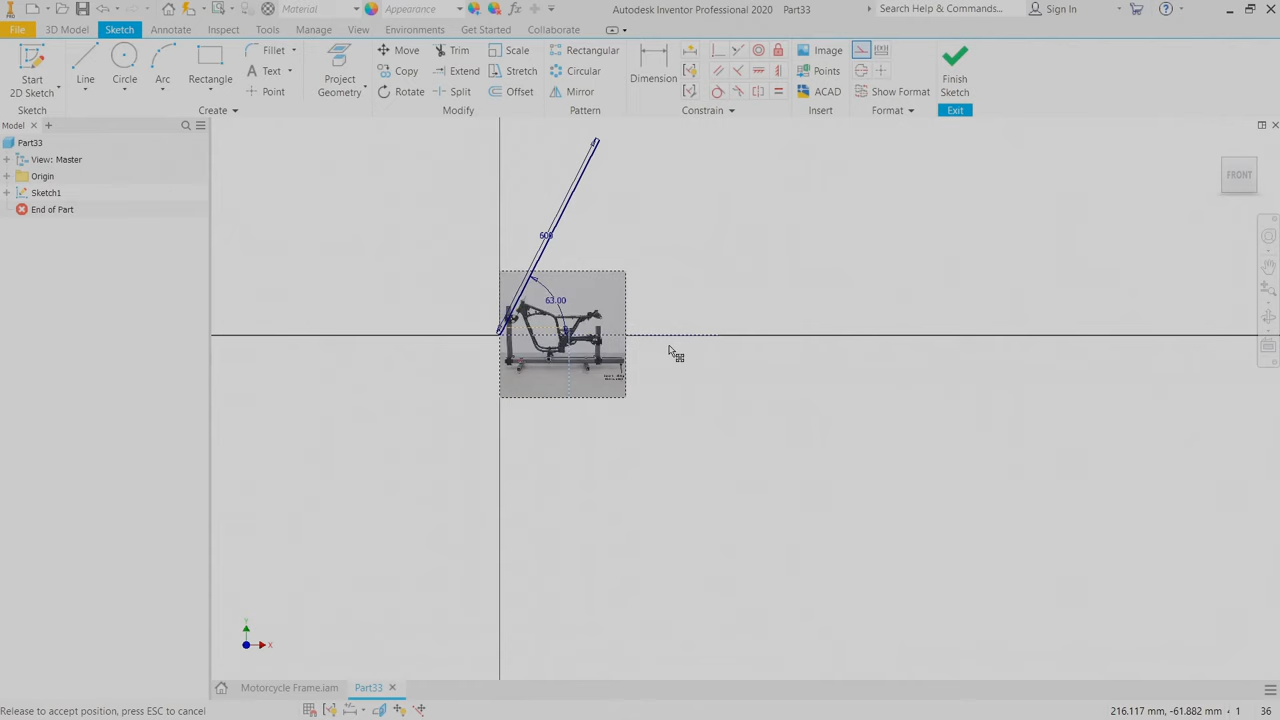 PRO
Material
Appearance
Autodesk Inventor Professional 2020 Part33
Search Help & Commands...
Sign In
File
3D Model
Sketch
Annotate
Inspect
Tools
Manage
View
Environments
Get Started
Collaborate
Start
2D Sketch
Line
Circle
Arc
Rectangle
Fillet
Text
Point
Project
Geometry
Move
Copy
Rotate
Trim
Extend
Split
Scale
Stretch
Offset
Rectangular
Circular
Mirror
Dimension
Image
Points
ACAD
Show Format
Finish
Sketch
Sketch
Create
Modify
Pattern
Constrain
Insert
Format
Exit
Model
Part33
View: Master
Origin
Sketch1
End of Part
600
63.00
FRONT
Y
X
Motorcycle Frame.iam
Part33
Release to accept position, press ESC to cancel
216.117 mm, -61.882 mm
1
36